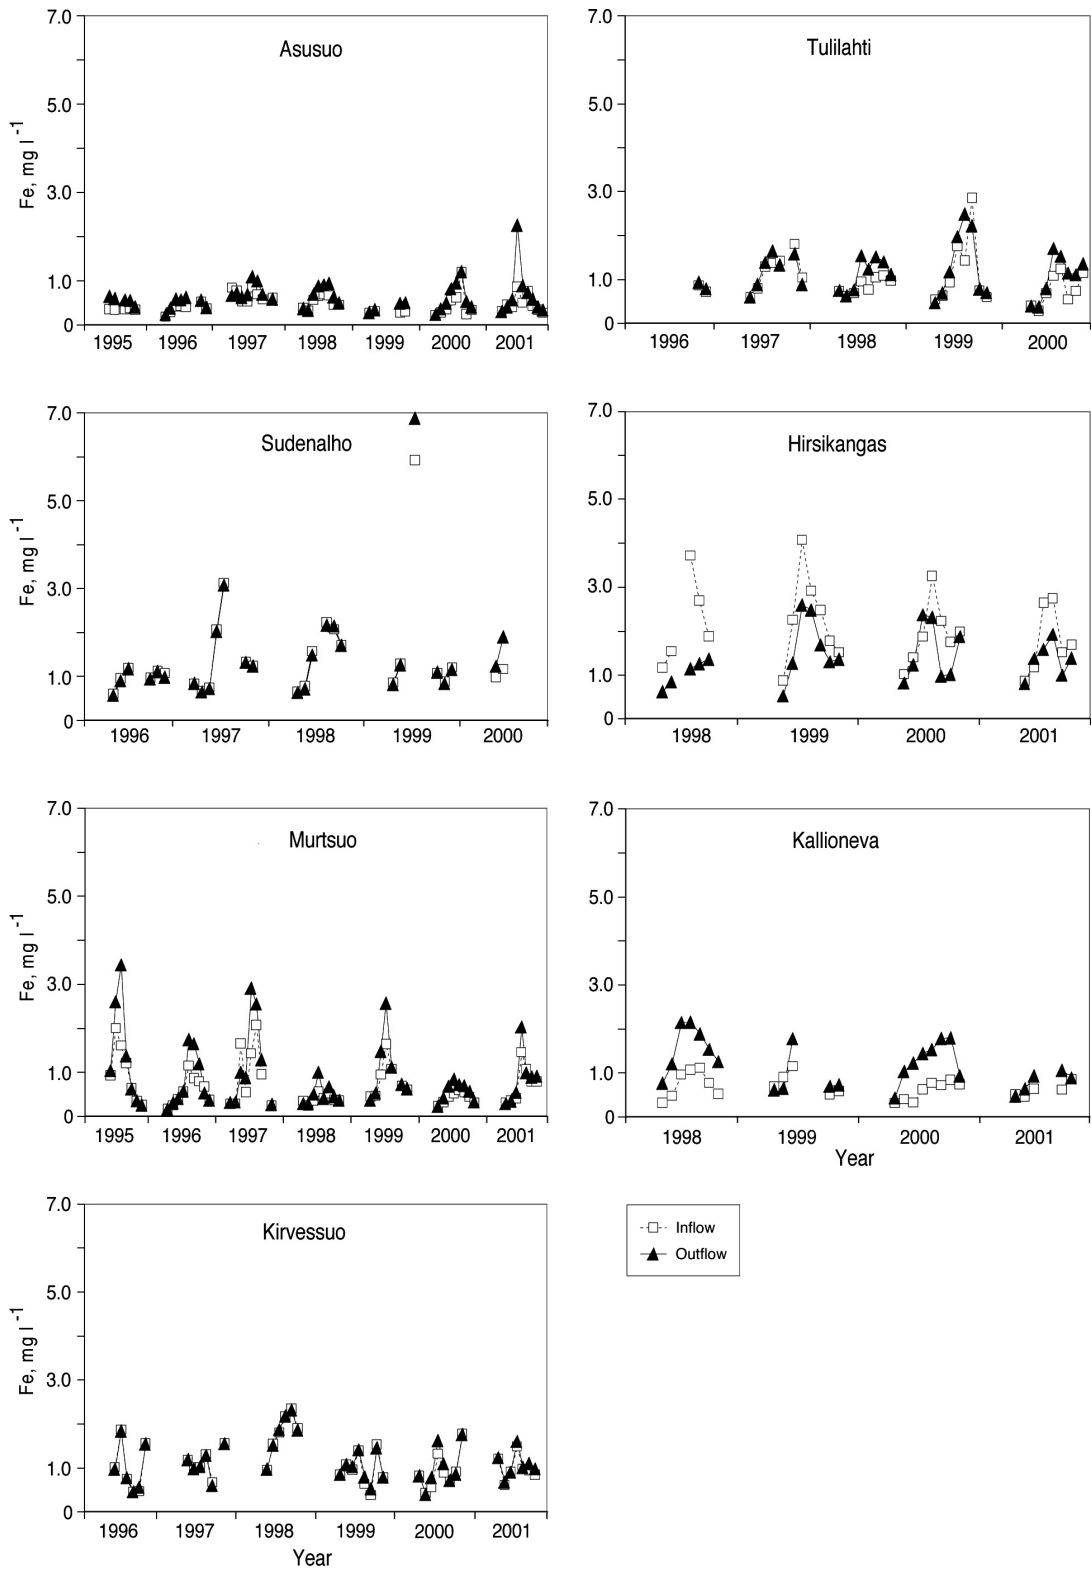 Asusuo
Fe, mg l⁻¹
7.0
5.0
3.0
1.0
0
1995 1996 1997 1998 1999 2000 2001
Tulilahti
7.0
5.0
3.0
1.0
0
1996 1997 1998 1999 2000
Sudenalho
Fe, mg l⁻¹
7.0
5.0
3.0
1.0
0
1996 1997 1998 1999 2000
Hirsikangas
7.0
5.0
3.0
1.0
0
1998 1999 2000 2001
Murtsuo
Fe, mg l⁻¹
7.0
5.0
3.0
1.0
0
1995 1996 1997 1998 1999 2000 2001
Kallioneva
7.0
5.0
3.0
1.0
0
1998 1999 2000 2001
Year
Kirvessuo
Fe, mg l⁻¹
7.0
5.0
3.0
1.0
0
1996 1997 1998 1999 2000 2001
Year
Inflow
Outflow